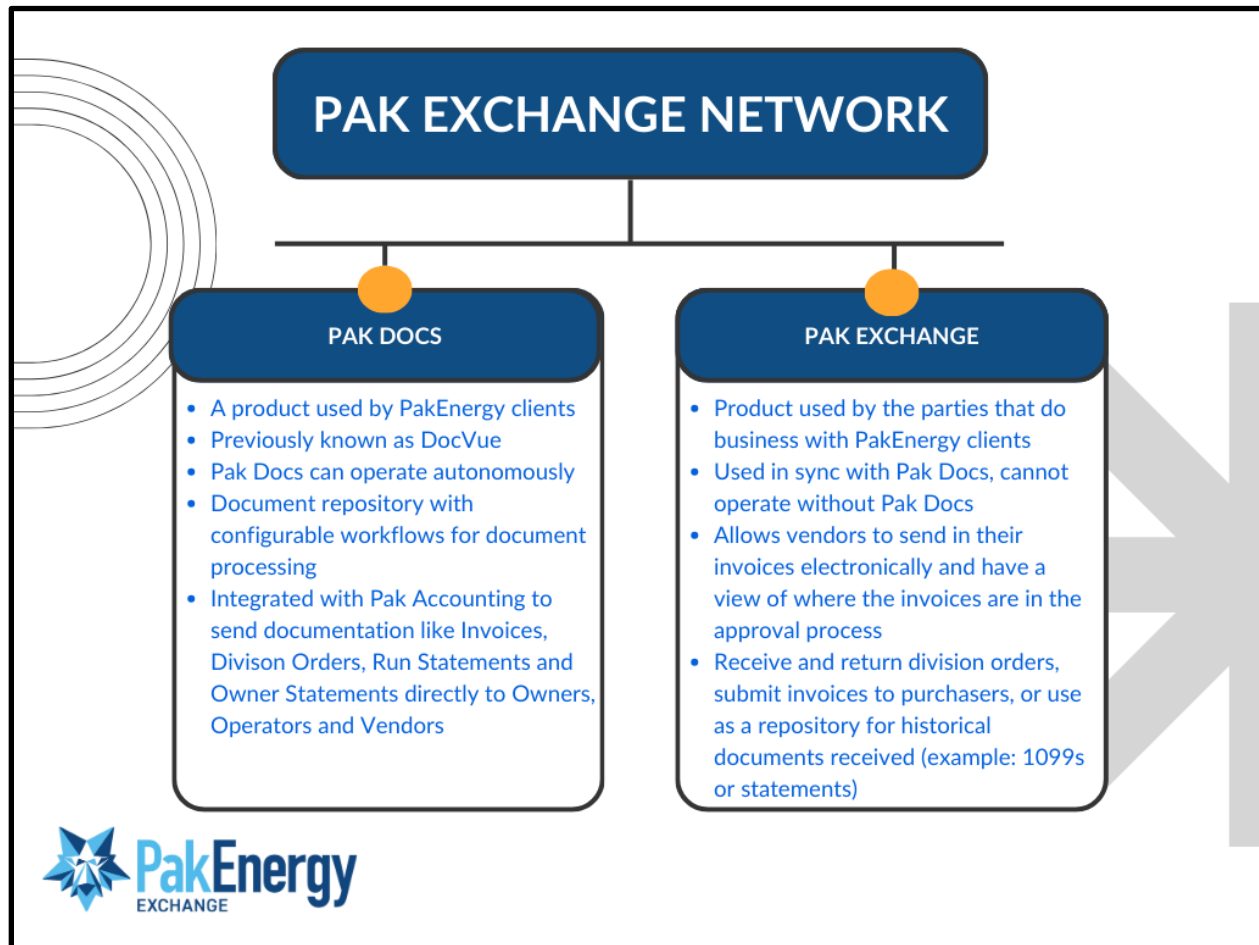 PAK EXCHANGE NETWORK
PAK DOCS
• A product used by PakEnergy clients
• Previously known as DocVue
• Pak Docs can operate autonomously
• Document repository with
configurable workflows for document
processing
• Integrated with Pak Accounting to
send documentation like Invoices,
Divison Orders, Run Statements and
Owner Statements directly to Owners,
Operators and Vendors
PAK EXCHANGE
• Product used by the parties that do
business with PakEnergy clients
• Used in sync with Pak Docs, cannot
operate without Pak Docs
• Allows vendors to send in their
invoices electronically and have a
view of where the invoices are in the
approval process
• Receive and return division orders,
submit invoices to purchasers, or use
as a repository for historical
documents received (example: 1099s
or statements)
PakEnergy
EXCHANGE